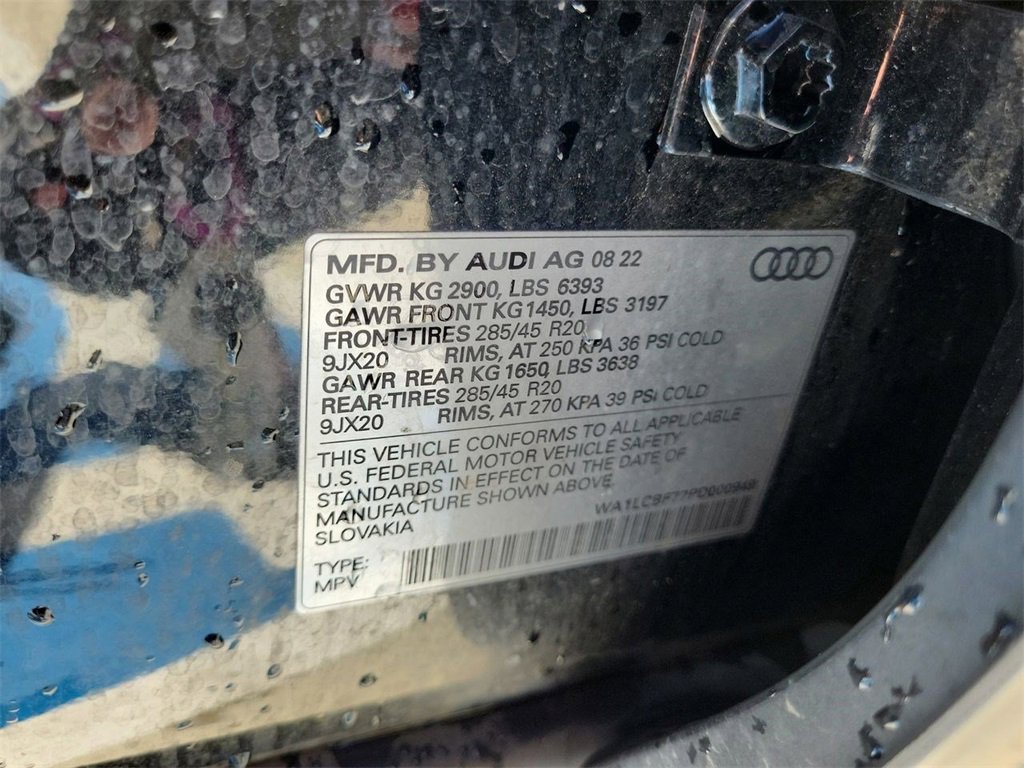 MFD. BY AUDI AG 08 22
GVWR KG 2900, LBS 6393
GAWR FRONT KG 1450, LBS 3197
FRONT-TIRES 285/45 R20
9JX20 RIMS, AT 250 KPA 36 PSI COLD
GAWR REAR KG 1650, LBS 3638
REAR-TIRES 285/45 R20
9JX20 RIMS, AT 270 KPA 39 PSI COLD
THIS VEHICLE CONFORMS TO ALL APPLICABLE
U.S. FEDERAL MOTOR VEHICLE SAFETY
STANDARDS IN EFFECT ON THE DATE OF
MANUFACTURE SHOWN ABOVE.
SLOVAKIA
TYPE:
MPV